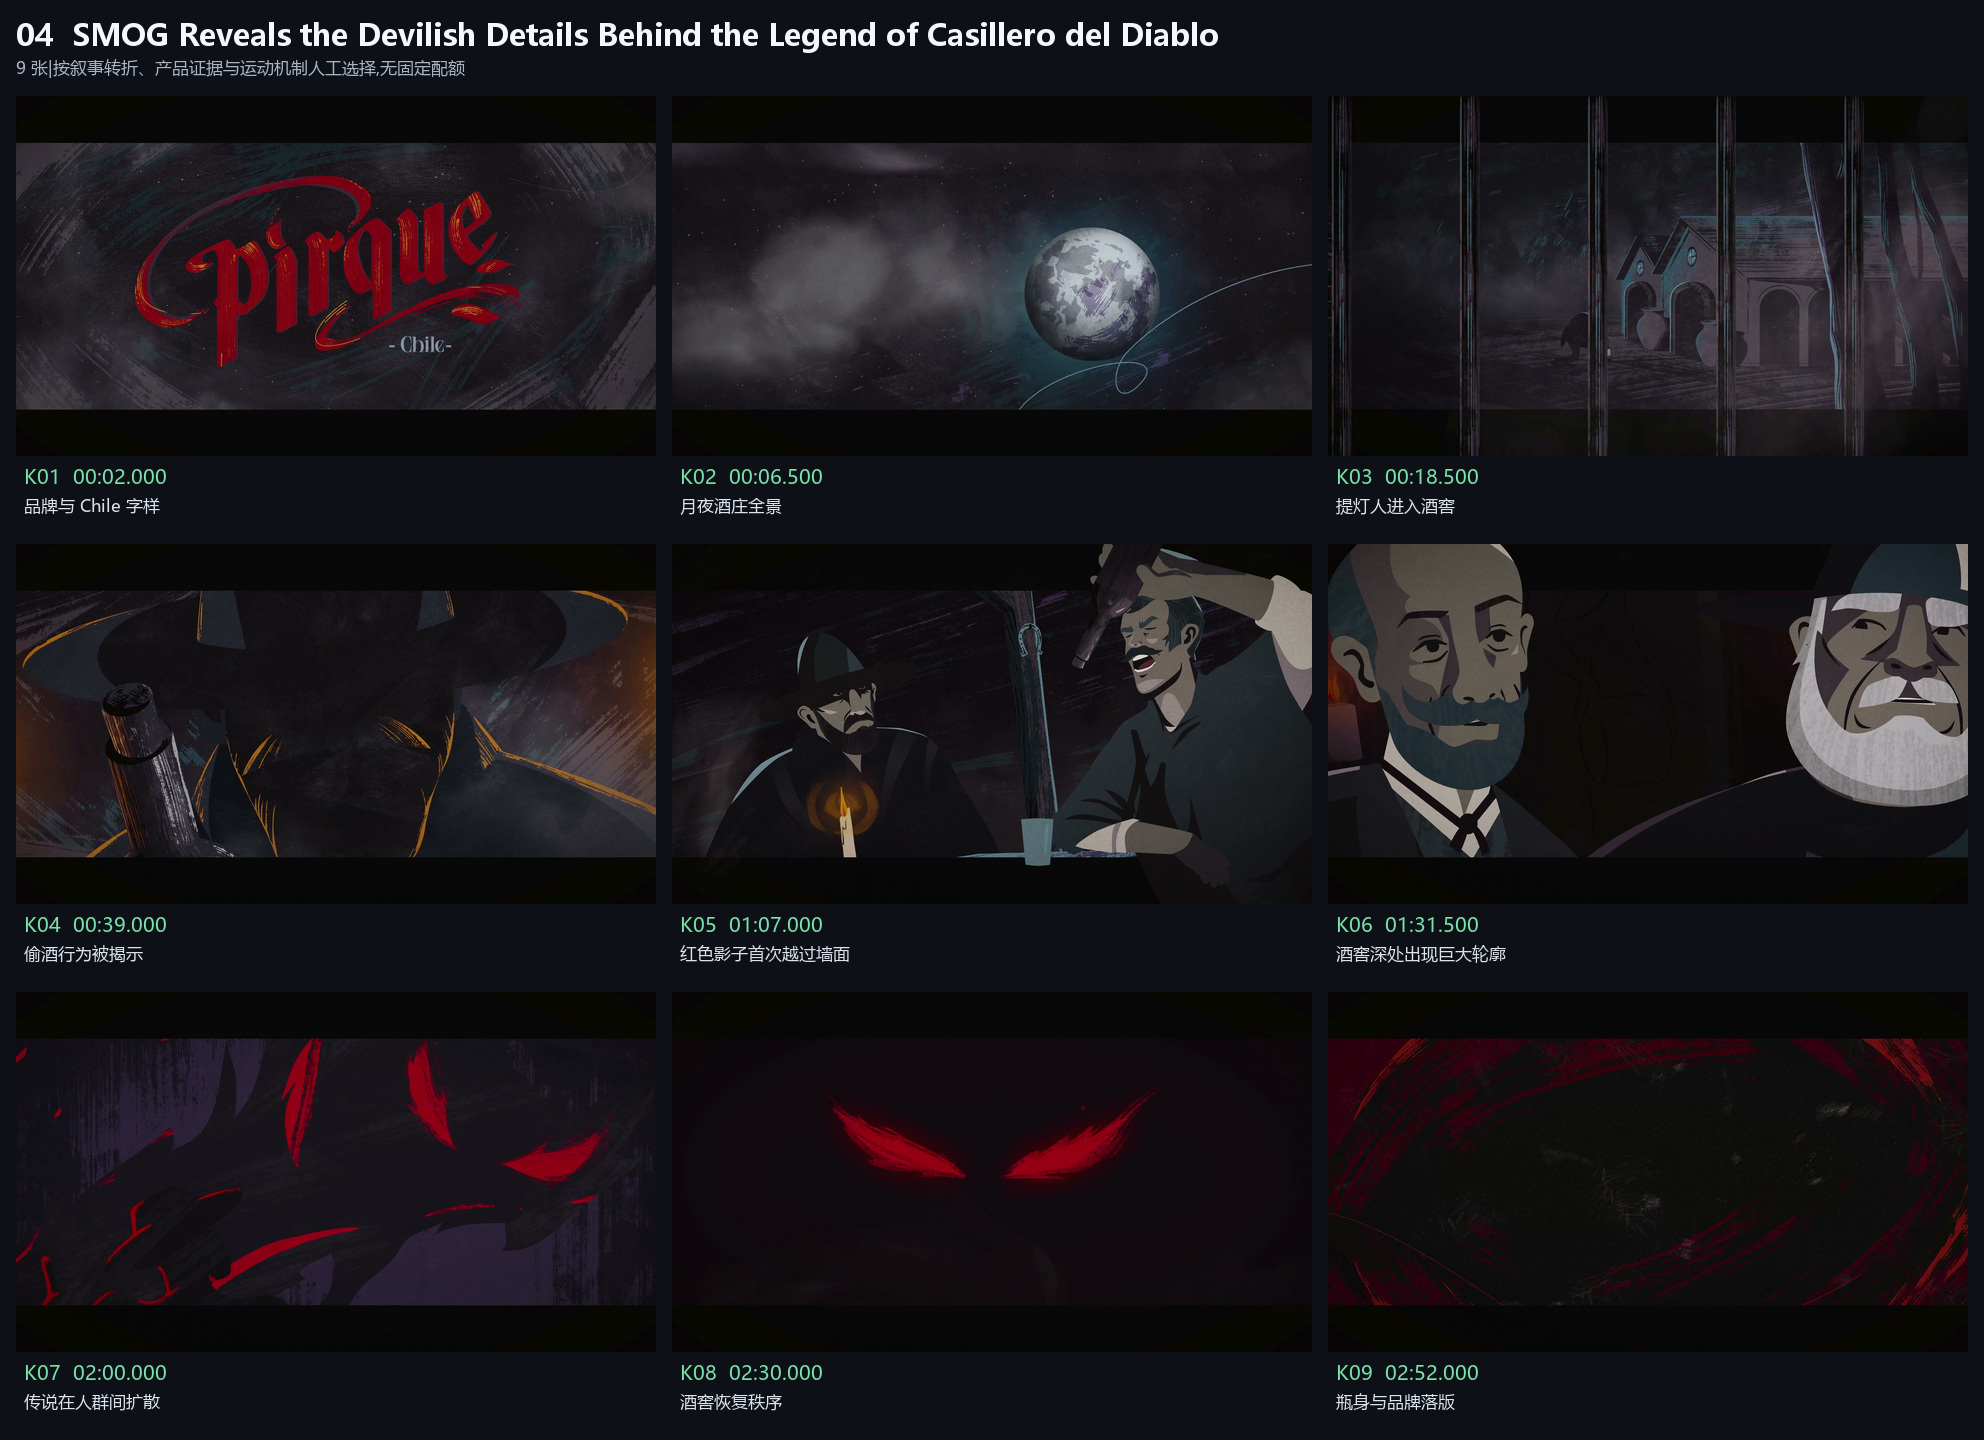 04 SMOG Reveals the Devilish Details Behind the Legend of Casillero del Diablo
9 张|按叙事转折、产品证据与运动机制人工选择,无固定配额
pirque
- Chile -
K01 00:02.000
品牌与 Chile 字样
K02 00:06.500
月夜酒庄全景
K03 00:18.500
提灯人进入酒窖
K04 00:39.000
偷酒行为被揭示
K05 01:07.000
红色影子首次越过墙面
K06 01:31.500
酒窖深处出现巨大轮廓
K07 02:00.000
传说在人群间扩散
K08 02:30.000
酒窖恢复秩序
K09 02:52.000
瓶身与品牌落版